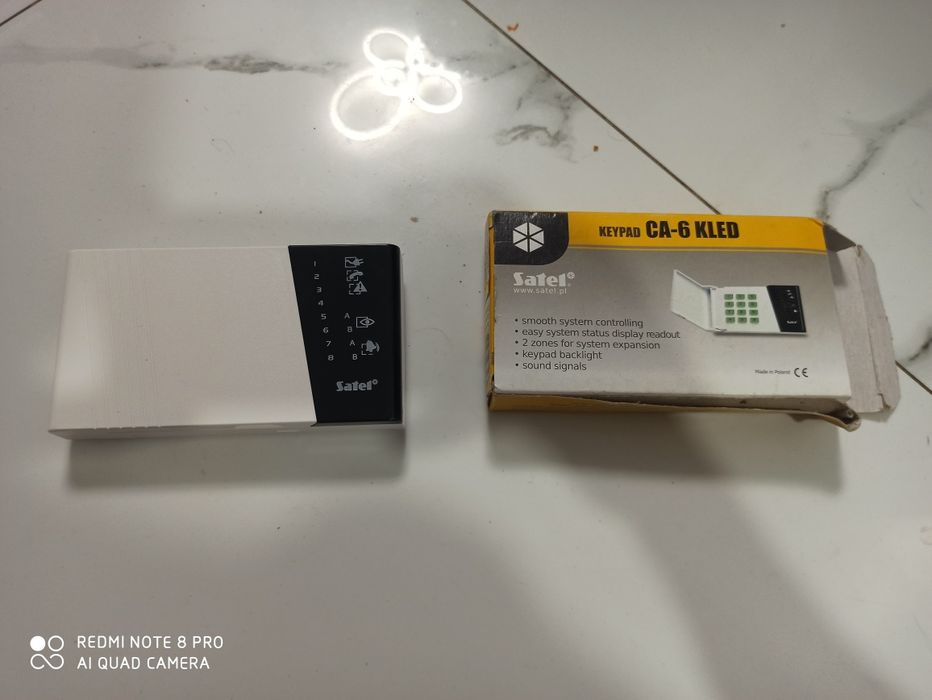 1
2
3
4
5 A
6 B
7 A
8 B
Satel®
KEYPAD CA-6 KLED
Satel®
www.satel.pl
• smooth system controlling
• easy system status display readout
• 2 zones for system expansion
• keypad backlight
• sound signals
Satel
Made in Poland CE
REDMI NOTE 8 PRO
AI QUAD CAMERA